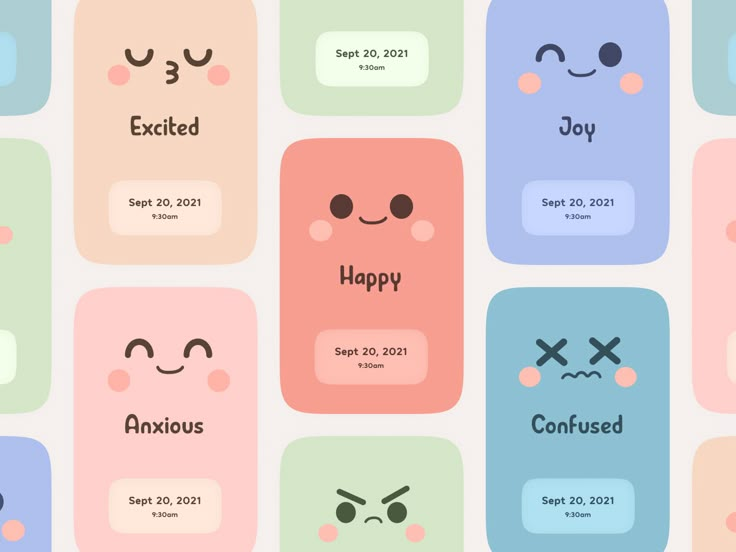 Excited
Sept 20, 2021
9:30am
Anxious
Sept 20, 2021
9:30am
Sept 20, 2021
9:30am
Happy
Sept 20, 2021
9:30am
Joy
Sept 20, 2021
9:30am
Confused
Sept 20, 2021
9:30am